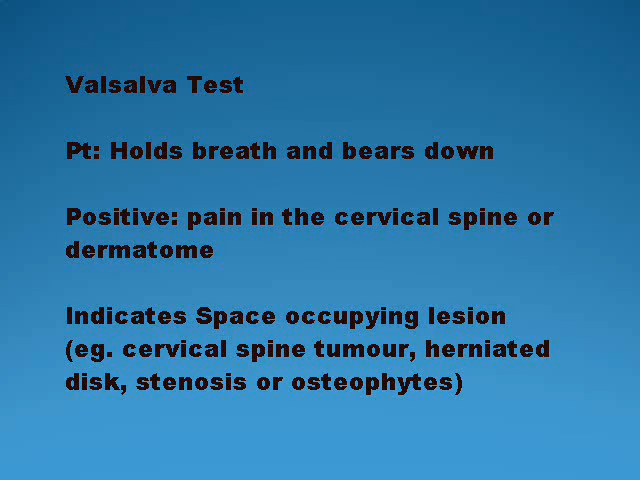 Valsalva Test
Pt: Holds breath and bears down
Positive: pain in the cervical spine or
dermatome
Indicates Space occupying lesion
(eg. cervical spine tumour, herniated
disk, stenosis or osteophytes)